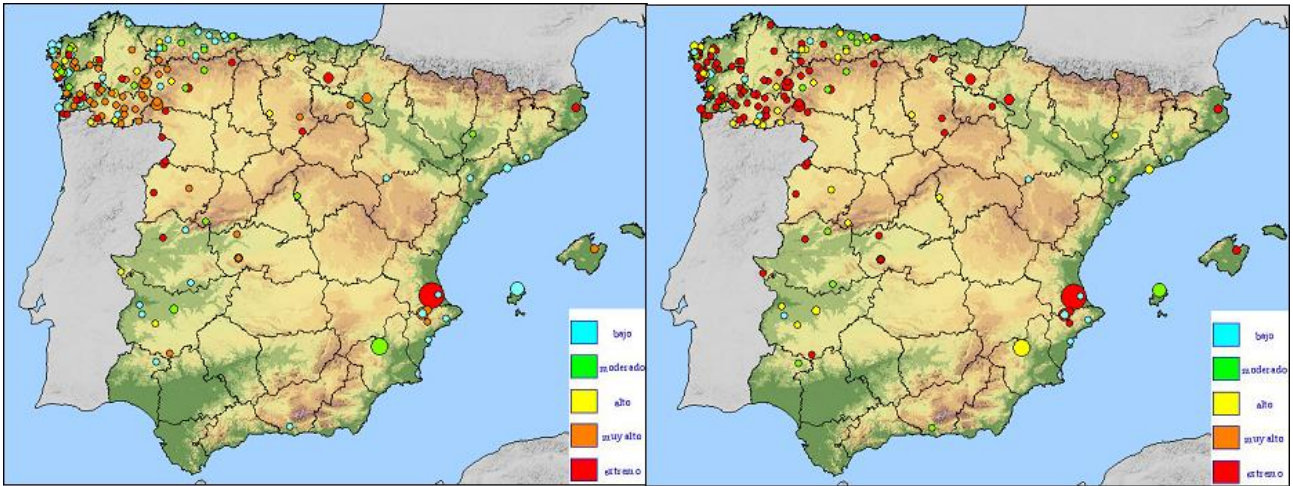 bajo
moderado
alto
muy alto
extremo
bajo
moderado
alto
muy alto
extremo